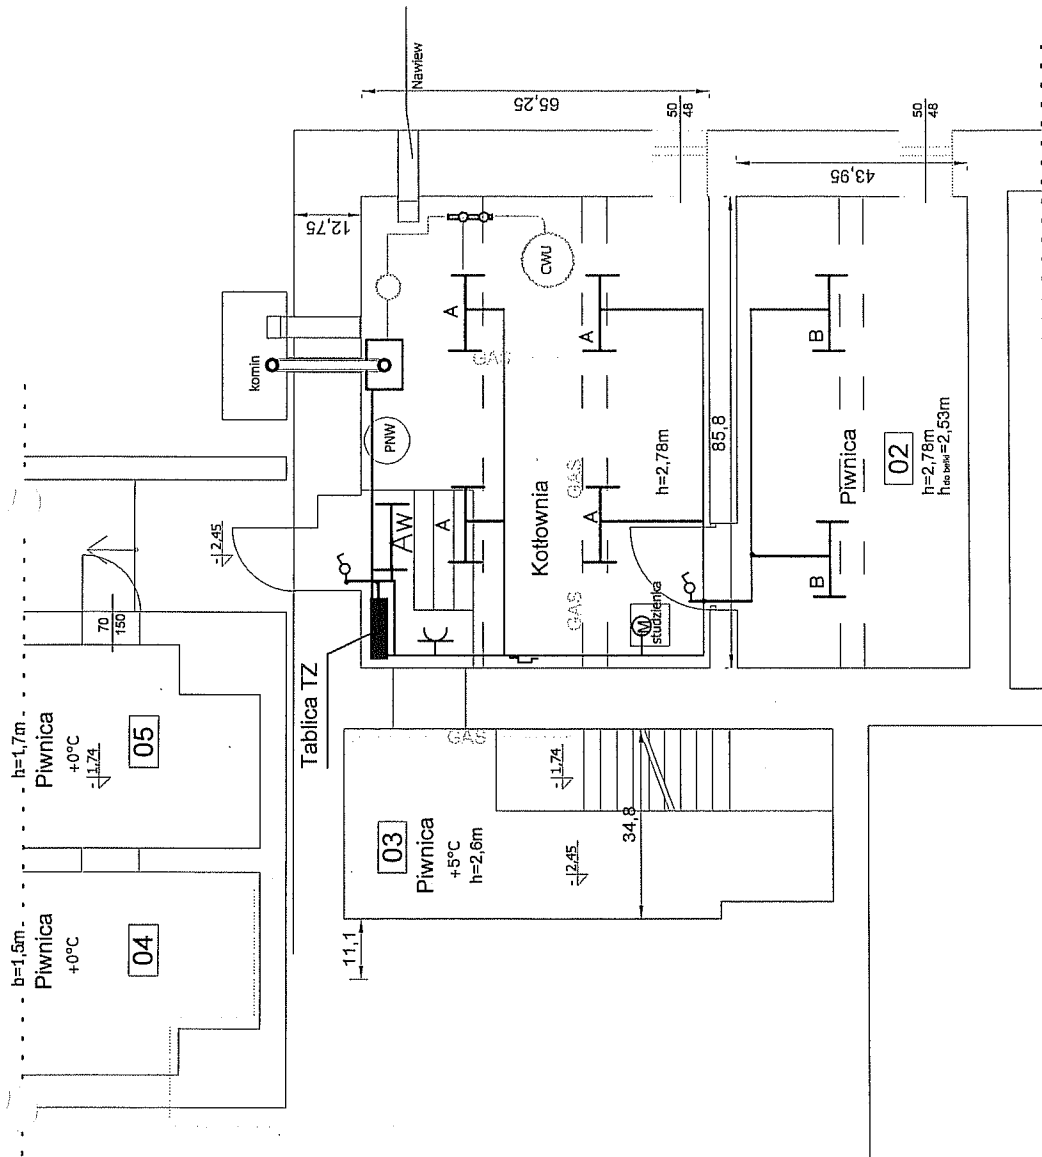 Nawiew
65,25
50
48
50
48
12,75
43,95
komin
CWU
A
A
GAS
PNW
85,8
B
Piwnica
02
h=2,78m
h do belki=2,53m
h=2,78m
GAS
A
A
AW
Kotłownia
B
-2,45
70
150
GAS
M
studzienka
Tablica TZ
h=1,7m
Piwnica
+0°C
-1,74
05
GAS
-1,74
03
Piwnica
+5°C
h=2,6m
34,8
-2,45
11,1
h=1,5m
Piwnica
+0°C
04